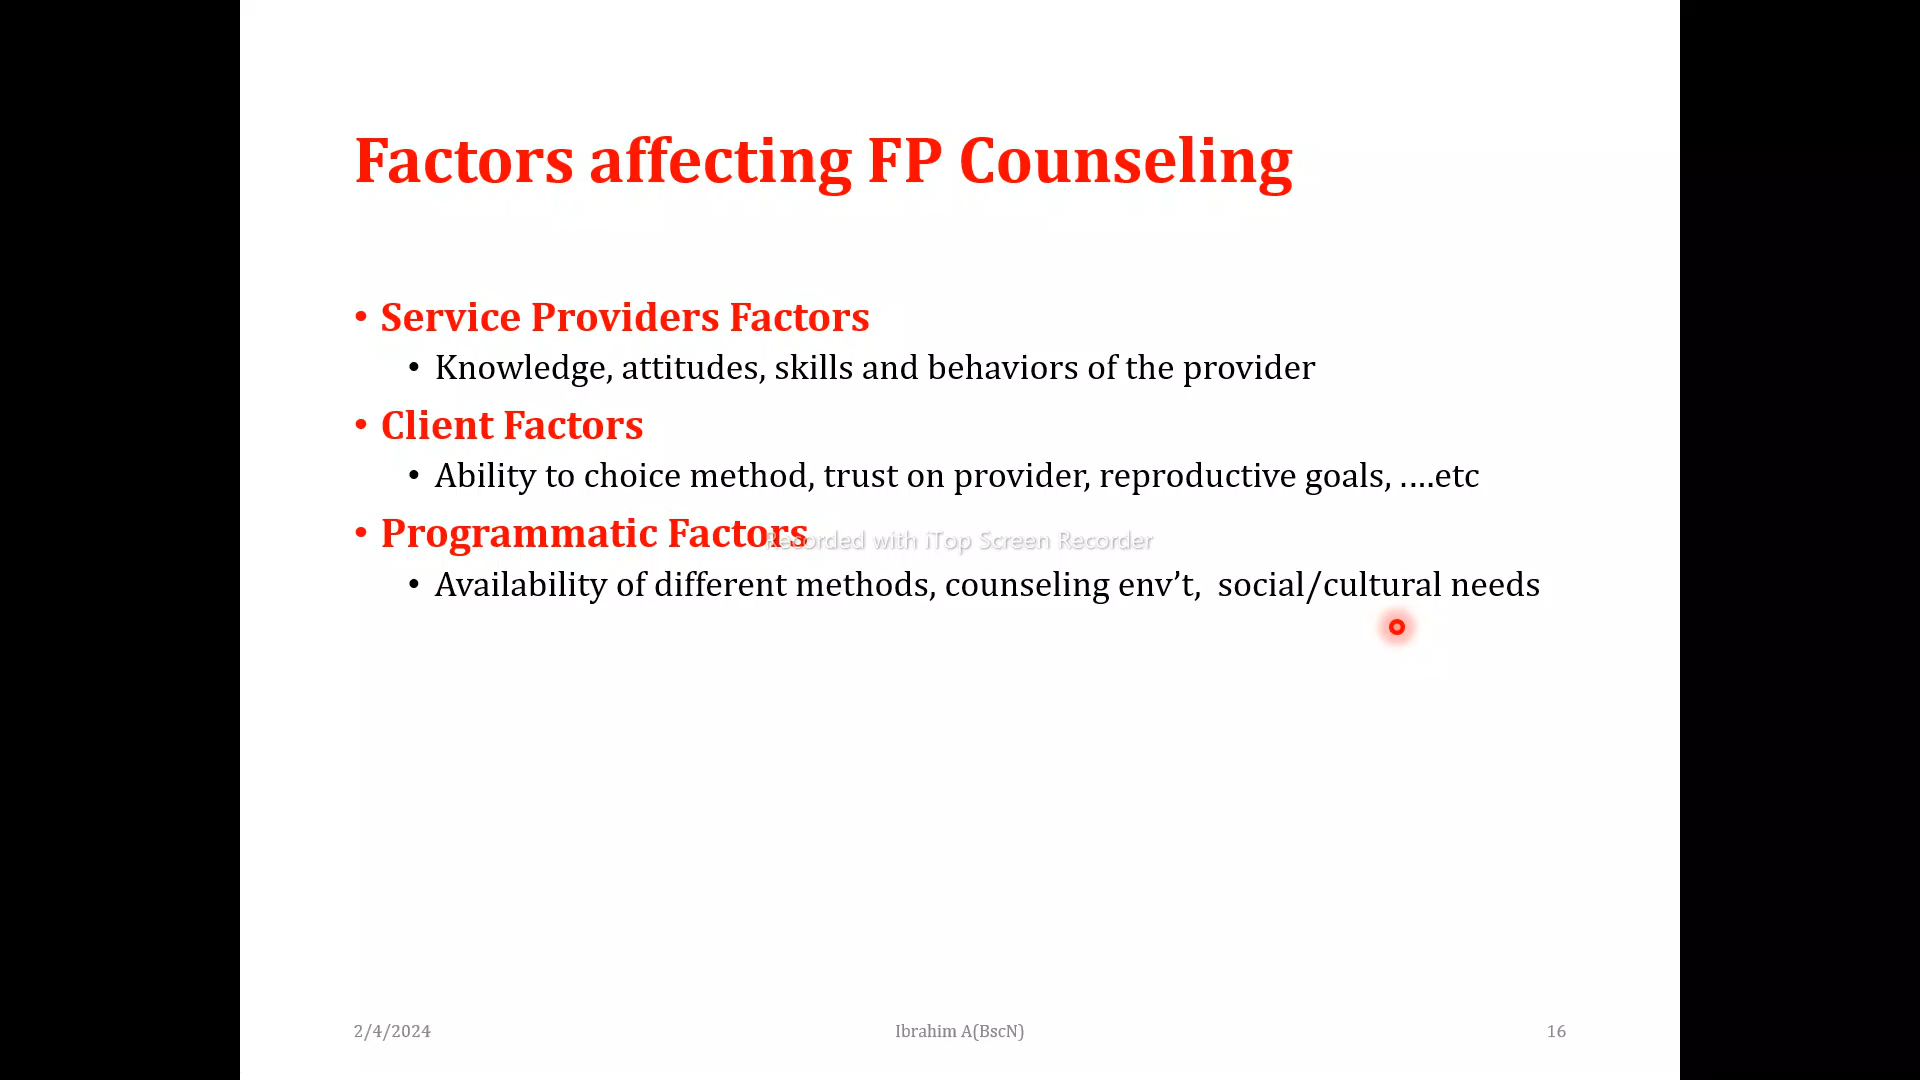 Factors affecting FP Counseling
• Service Providers Factors
• Knowledge, attitudes, skills and behaviors of the provider
• Client Factors
• Ability to choice method, trust on provider, reproductive goals, ....etc
• Programmatic Factors
Recorded with iTop Screen Recorder
• Availability of different methods, counseling env’t,  social/cultural needs
2/4/2024
Ibrahim A(BscN)
16